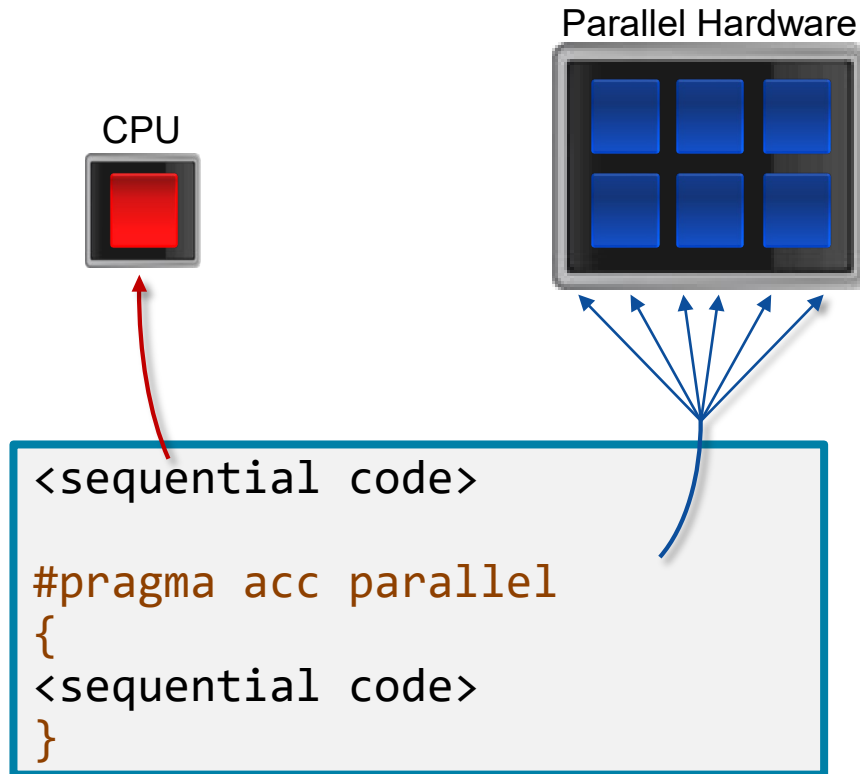 Parallel Hardware
CPU
<sequential code>
#pragma acc parallel
{
<sequential code>
}